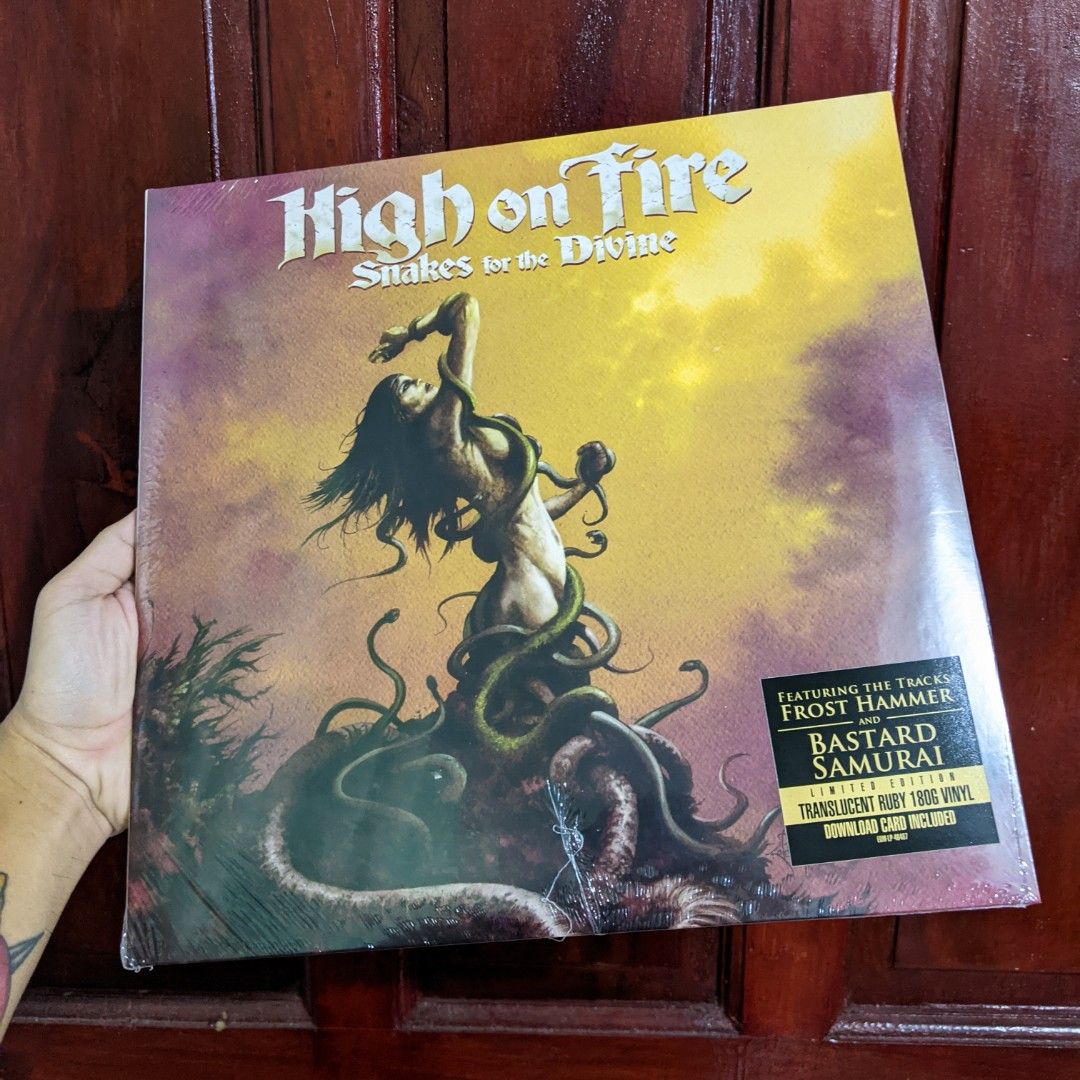 High on Fire
Snakes for the Divine
FEATURING THE TRACKS
FROST HAMMER
AND
BASTARD
SAMURAI
LIMITED EDITION
TRANSLUCENT RUBY 180G VINYL
DOWNLOAD CARD INCLUDED